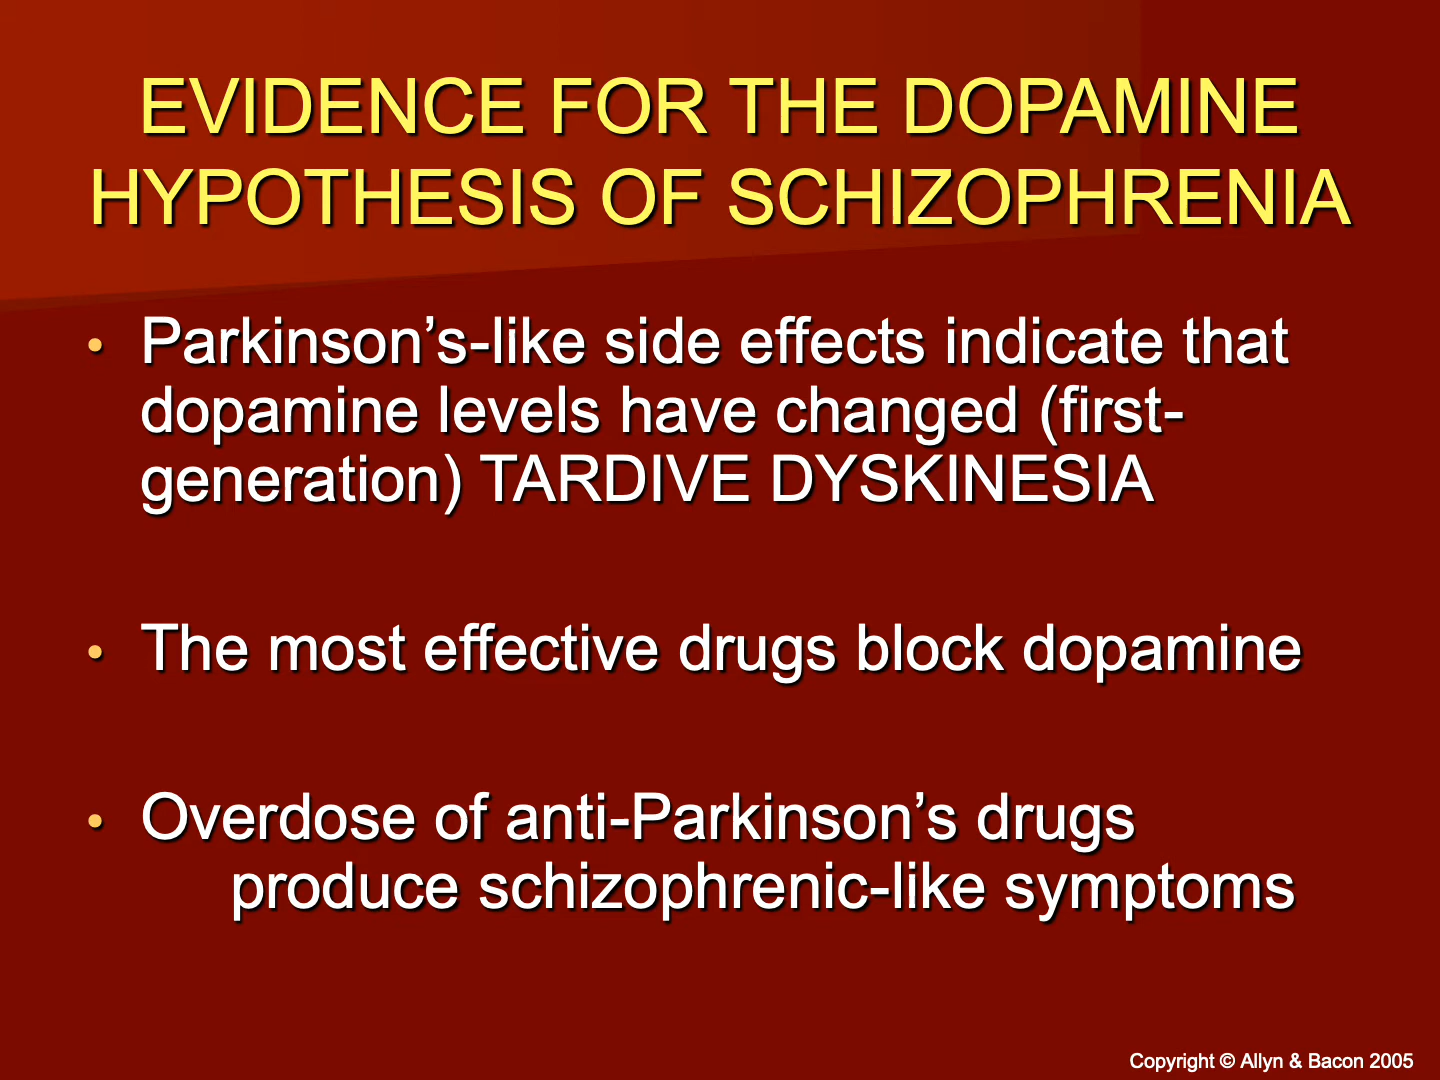 EVIDENCE FOR THE DOPAMINE
HYPOTHESIS OF SCHIZOPHRENIA
• Parkinson’s-like side effects indicate that
dopamine levels have changed (first-
generation) TARDIVE DYSKINESIA
• The most effective drugs block dopamine
• Overdose of anti-Parkinson’s drugs
produce schizophrenic-like symptoms
Copyright © Allyn & Bacon 2005